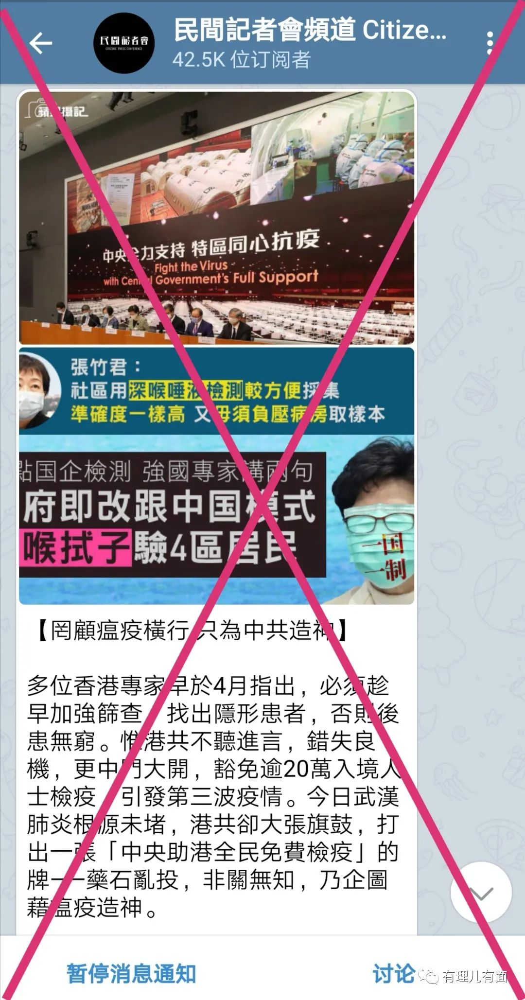 民間記者會頻道 Citize...
民間記者會
CITIZENS' PRESS CONFERENCE
42.5K 位订阅者
攝記
中央全力支持 特區同心抗疫
Fight the Virus
with Central Government's Full Support
張竹君：
社區用深喉唾液檢測較方便採集
準確度一樣高 又毋須負壓病房取樣本
點国企檢測 強國專家講兩句
府即改跟中国模式
喉拭子驗4區居民
一国
一制
【罔顧瘟疫橫行 只為中共造神】
多位香港專家早於4月指出，必須趁
早加強篩查，找出隱形患者，否則後
患無窮。惟港共不聽進言，錯失良
機，更中門大開，豁免逾20萬入境人
士檢疫，引發第三波疫情。今日武漢
肺炎根源未堵，港共卻大張旗鼓，打
出一張「中央助港全民免費檢疫」的
牌——藥石亂投，非關無知，乃企圖
藉瘟疫造神。
暂停消息通知
讨论
有理儿有面